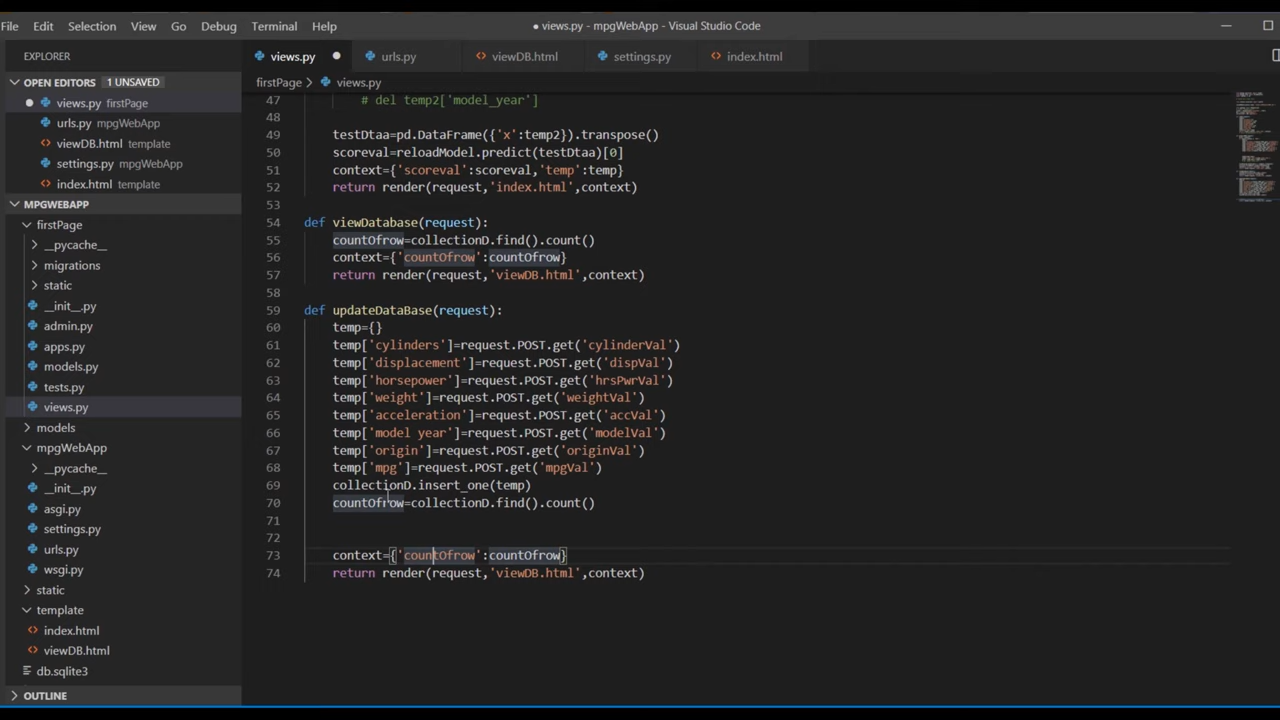 File Edit Selection View Go Debug Terminal Help ● views.py - mpgWebApp - Visual Studio Code
EXPLORER
views.py ● urls.py viewDB.html settings.py index.html
OPEN EDITORS 1 UNSAVED
firstPage > views.py
views.py firstPage
urls.py mpgWebApp
viewDB.html template
settings.py mpgWebApp
index.html template
MPGWEBAPP
firstPage
__pycache__
migrations
static
__init__.py
admin.py
apps.py
models.py
tests.py
views.py
models
mpgWebApp
__pycache__
__init__.py
asgi.py
settings.py
urls.py
wsgi.py
static
template
index.html
viewDB.html
db.sqlite3
OUTLINE
47 # del temp2['model_year']
48
49 testDtaa=pd.DataFrame({'x':temp2}).transpose()
50 scoreval=reloadModel.predict(testDtaa)[0]
51 context={'scoreval':scoreval,'temp':temp}
52 return render(request,'index.html',context)
53
54 def viewDatabase(request):
55 countOfrow=collectionD.find().count()
56 context={'countOfrow':countOfrow}
57 return render(request,'viewDB.html',context)
58
59 def updateDataBase(request):
60 temp={}
61 temp['cylinders']=request.POST.get('cylinderVal')
62 temp['displacement']=request.POST.get('dispVal')
63 temp['horsepower']=request.POST.get('hrsPwrVal')
64 temp['weight']=request.POST.get('weightVal')
65 temp['acceleration']=request.POST.get('accVal')
66 temp['model year']=request.POST.get('modelVal')
67 temp['origin']=request.POST.get('originVal')
68 temp['mpg']=request.POST.get('mpgVal')
69 collectionD.insert_one(temp)
70 countOfrow=collectionD.find().count()
71
72
73 context={'countOfrow':countOfrow}
74 return render(request,'viewDB.html',context)